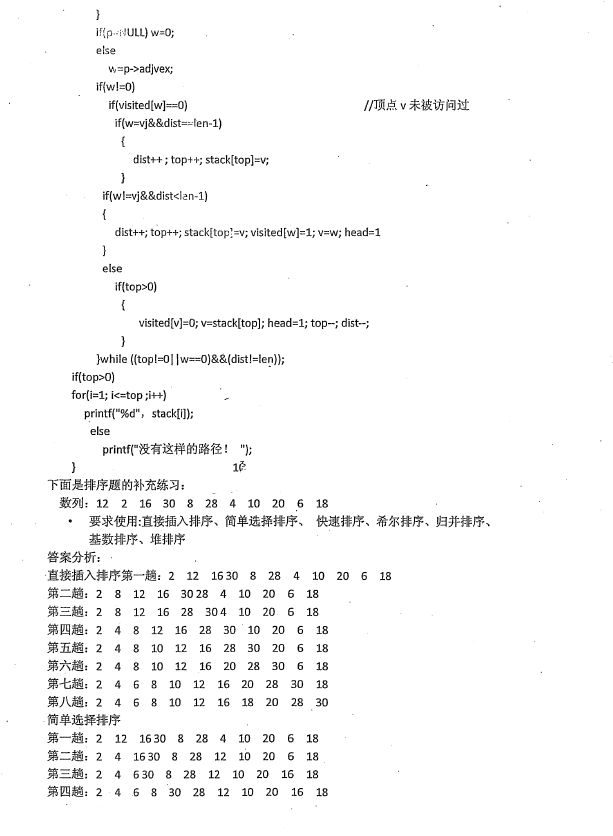 }
if(p==NULL) w=0;
else
w=p->adjvex;
if(w!=0)
if(visited[w]==0) //顶点 v 未被访问过
if(w=vj&&dist==len-1)
{
dist++ ; top++; stack[top]=v;
}
if(w!=vj&&dist<len-1)
{
dist++; top++; stack[top]=v; visited[w]=1; v=w; head=1
}
else
if(top>0)
{
visited[v]=0; v=stack[top]; head=1; top--; dist--;
}
}while ((top!=0||w==0)&&(dist!=len));
if(top>0)
for(i=1; i<=top ;i++)
printf("%d", stack[i]);
else
printf("没有这样的路径！ ");
}
下面是排序题的补充练习：
数列：12 2 16 30 8 28 4 10 20 6 18
• 要求使用:直接插入排序、简单选择排序、 快速排序、希尔排序、归并排序、
基数排序、堆排序
答案分析：
直接插入排序第一趟：2 12 16 30 8 28 4 10 20 6 18
第二趟：2 8 12 16 30 28 4 10 20 6 18
第三趟：2 8 12 16 28 30 4 10 20 6 18
第四趟：2 4 8 12 16 28 30 10 20 6 18
第五趟：2 4 8 10 12 16 28 30 20 6 18
第六趟：2 4 8 10 12 16 20 28 30 6 18
第七趟：2 4 6 8 10 12 16 20 28 30 18
第八趟：2 4 6 8 10 12 16 18 20 28 30
简单选择排序
第一趟：2 12 16 30 8 28 4 10 20 6 18
第二趟：2 4 16 30 8 28 12 10 20 6 18
第三趟：2 4 6 30 8 28 12 10 20 16 18
第四趟：2 4 6 8 30 28 12 10 20 16 18